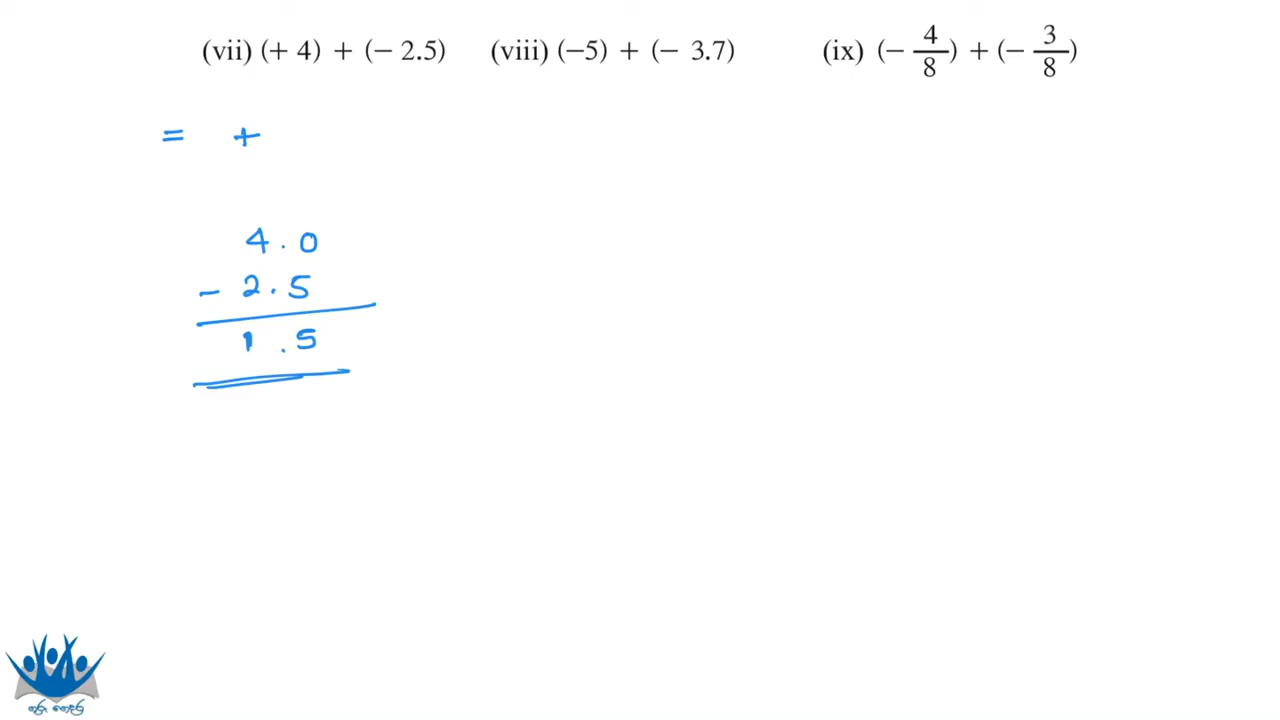 (vii) (+ 4) + (− 2.5) (viii) (−5) + (− 3.7) (ix) (− 4/8) + (− 3/8)
= +
4.0
− 2.5
1.5
ගුරු ගෙදර